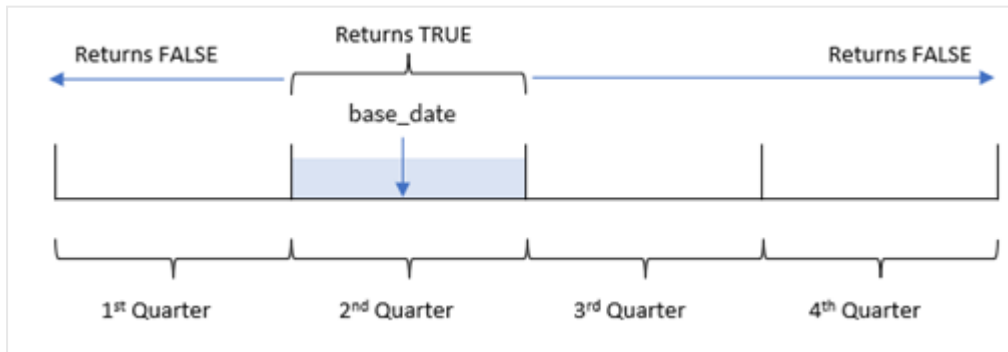 Returns TRUE
Returns FALSE
Returns FALSE
base_date
1st Quarter
2nd Quarter
3rd Quarter
4th Quarter